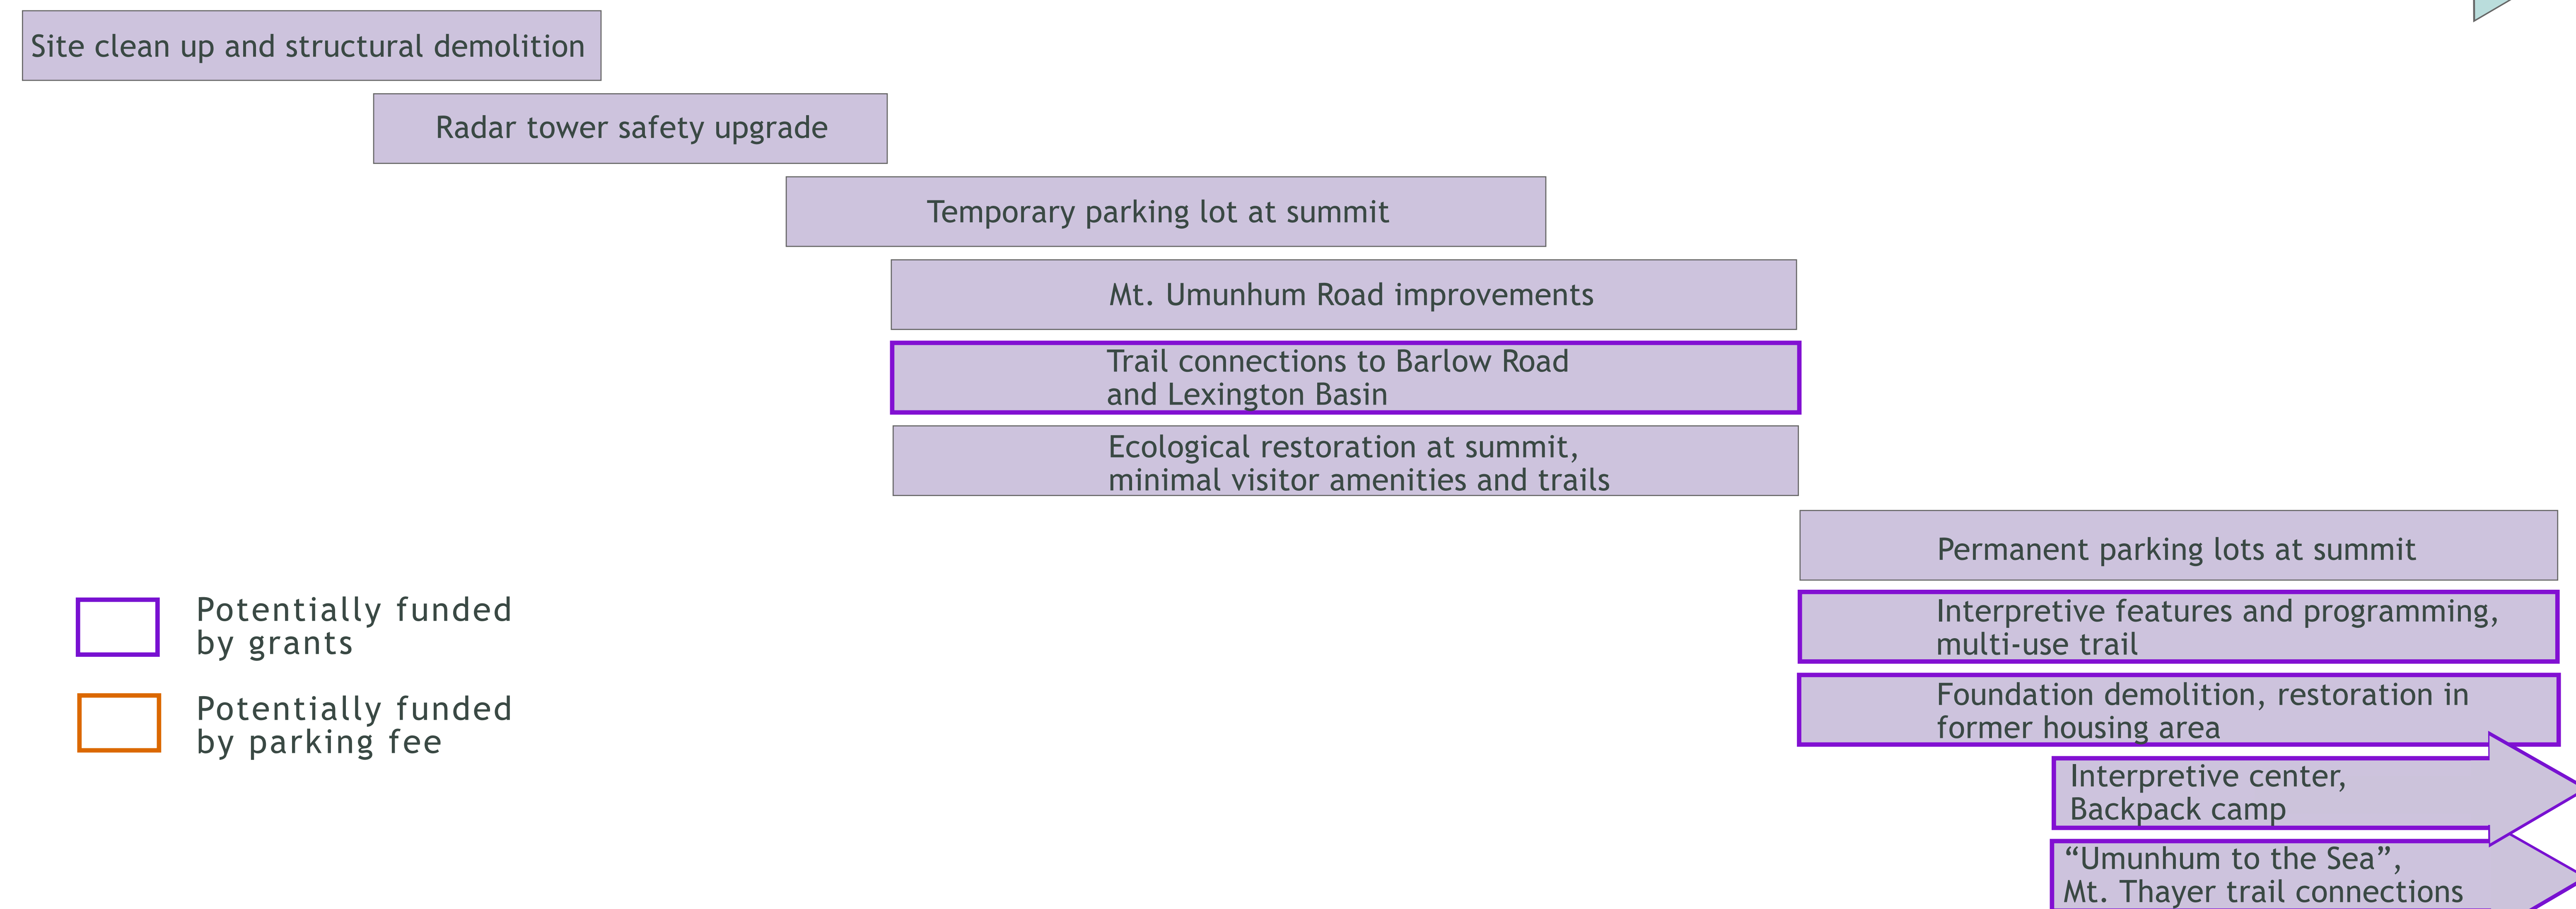 Site clean up and structural demolition
Radar tower safety upgrade
Temporary parking lot at summit
Mt. Umunhum Road improvements
Trail connections to Barlow Road
and Lexington Basin
Ecological restoration at summit,
minimal visitor amenities and trails
Permanent parking lots at summit
Interpretive features and programming,
multi-use trail
Foundation demolition, restoration in
former housing area
Interpretive center,
Backpack camp
“Umunhum to the Sea”,
Mt. Thayer trail connections
Potentially funded
by grants
Potentially funded
by parking fee